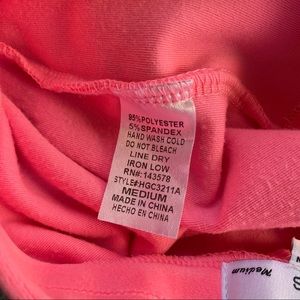 95% POLYESTER
5% SPANDEX
HAND WASH COLD
DO NOT BLEACH
LINE DRY
IRON LOW
RN#: 143578
STYLE#HGC3211A
MEDIUM
MADE IN CHINA
HECHO EN CHINA
Medium
S